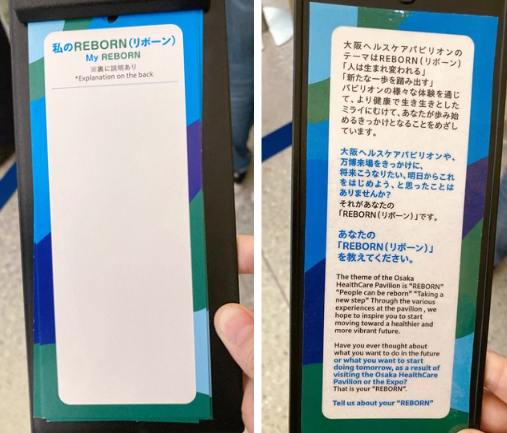 私のREBORN(リボーン)
My REBORN
※裏に説明あり
*Explanation on the back
大阪ヘルスケアパビリオンの
テーマはREBORN(リボーン)
「人は生まれ変われる」
「新たな一歩を踏み出す」
パビリオンの様々な体験を通じ
て、より健康で生き生きとした
ミライにむけて、あなたが歩み始
めるきっかけとなることをめざし
ています。
大阪ヘルスケアパビリオンや、
万博来場をきっかけに、
将来こうなりたい、明日からこれ
をはじめよう、と思ったことは
ありませんか?
それがあなたの
「REBORN(リボーン)」です。
あなたの
「REBORN(リボーン)」
を教えてください。
The theme of the Osaka
HealthCare Pavilion is "REBORN"
"People can be reborn" "Taking a
new step" Through the various
experiences at the pavilion , we
hope to inspire you to start
moving toward a healthier and
more vibrant future.
Have you ever thought about
what you want to do in the future
or what you want to start
doing tomorrow, as a result of
visiting the Osaka HealthCare
Pavilion or the Expo?
That is your "REBORN".
Tell us about your "REBORN"